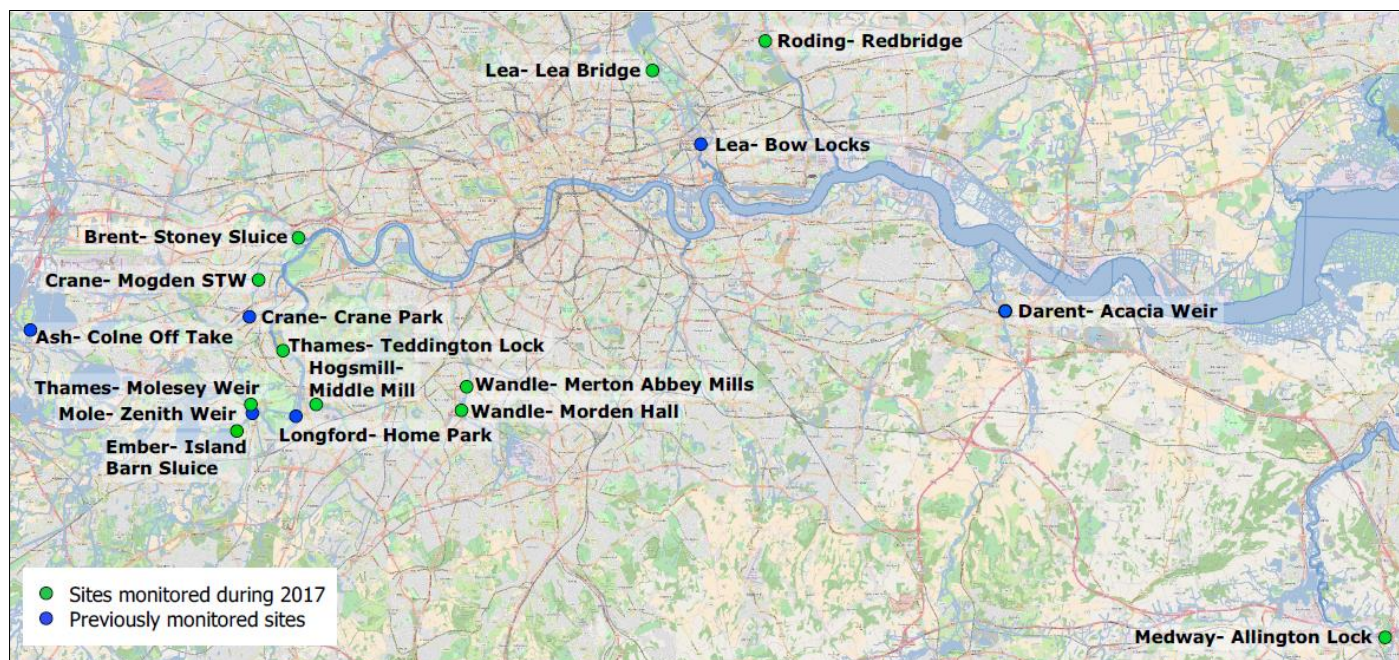 Roding- Redbridge
Lea- Lea Bridge
Lea- Bow Locks
Brent- Stoney Sluice
Crane- Mogden STW
Crane- Crane Park
Darent- Acacia Weir
Ash- Colne Off Take
Thames- Teddington Lock
Hogsmill-
Middle Mill
Thames- Molesey Weir
Wandle- Merton Abbey Mills
Mole- Zenith Weir
Wandle- Morden Hall
Longford- Home Park
Ember- Island
Barn Sluice
Sites monitored during 2017
Previously monitored sites
Medway- Allington Lock